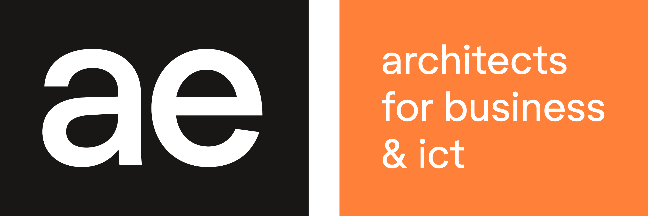 ae
architects
for business
& ict